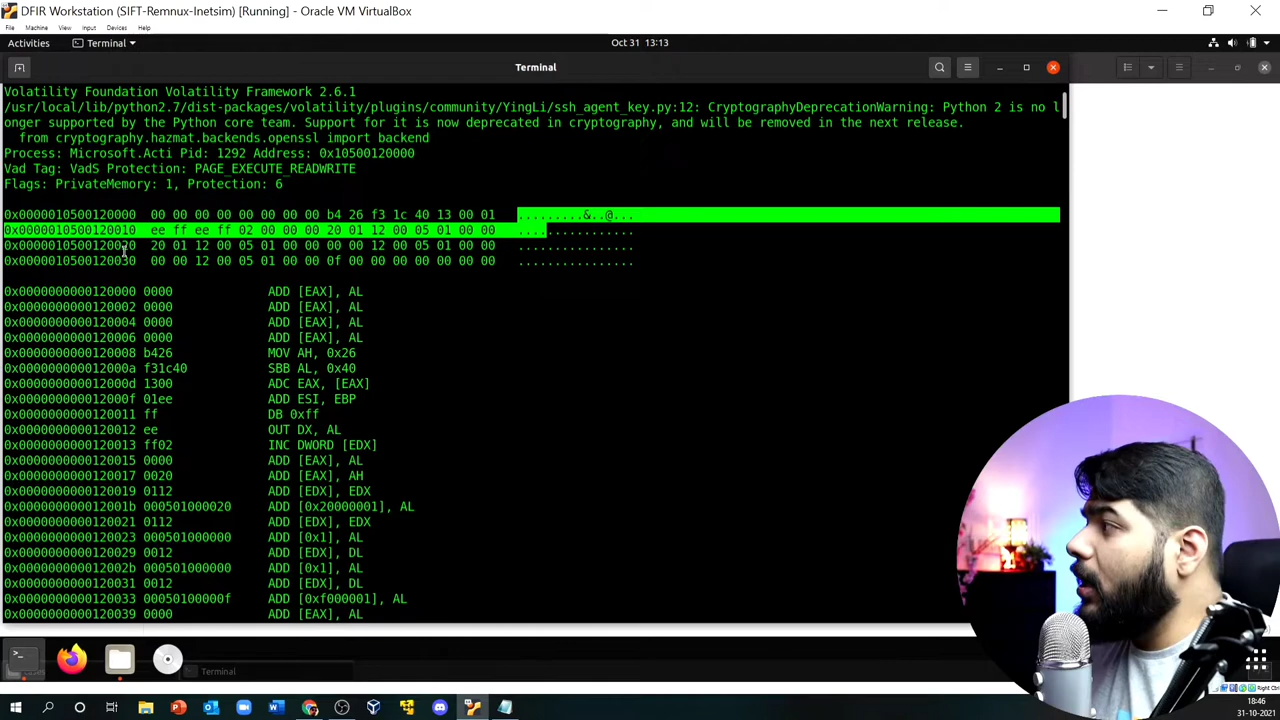 DFIR Workstation (SIFT-Remnux-Inetsim) [Running] - Oracle VM VirtualBox
File Machine View Input Devices Help
Activities Terminal Oct 31 13:13
Terminal
Volatility Foundation Volatility Framework 2.6.1
/usr/local/lib/python2.7/dist-packages/volatility/plugins/community/YingLi/ssh_agent_key.py:12: CryptographyDeprecationWarning: Python 2 is no l
onger supported by the Python core team. Support for it is now deprecated in cryptography, and will be removed in the next release.
from cryptography.hazmat.backends.openssl import backend
Process: Microsoft.Acti Pid: 1292 Address: 0x10500120000
Vad Tag: VadS Protection: PAGE_EXECUTE_READWRITE
Flags: PrivateMemory: 1, Protection: 6
0x0000010500120000 00 00 00 00 00 00 00 00 b4 26 f3 1c 40 13 00 01 .........&..@...
0x0000010500120010 ee ff ee ff 02 00 00 00 20 01 12 00 05 01 00 00 ................
0x0000010500120020 20 01 12 00 05 01 00 00 00 00 12 00 05 01 00 00 ................
0x0000010500120030 00 00 12 00 05 01 00 00 0f 00 00 00 00 00 00 00 ................
0x0000000000120000 0000 ADD [EAX], AL
0x0000000000120002 0000 ADD [EAX], AL
0x0000000000120004 0000 ADD [EAX], AL
0x0000000000120006 0000 ADD [EAX], AL
0x0000000000120008 b426 MOV AH, 0x26
0x000000000012000a f31c40 SBB AL, 0x40
0x000000000012000d 1300 ADC EAX, [EAX]
0x000000000012000f 01ee ADD ESI, EBP
0x0000000000120011 ff DB 0xff
0x0000000000120012 ee OUT DX, AL
0x0000000000120013 ff02 INC DWORD [EDX]
0x0000000000120015 0000 ADD [EAX], AL
0x0000000000120017 0020 ADD [EAX], AH
0x0000000000120019 0112 ADD [EDX], EDX
0x000000000012001b 000501000020 ADD [0x20000001], AL
0x0000000000120021 0112 ADD [EDX], EDX
0x0000000000120023 000501000000 ADD [0x1], AL
0x0000000000120029 0012 ADD [EDX], DL
0x000000000012002b 000501000000 ADD [0x1], AL
0x0000000000120031 0012 ADD [EDX], DL
0x0000000000120033 00050100000f ADD [0xf000001], AL
0x0000000000120039 0000 ADD [EAX], AL
Terminal
Right Ctrl
18:46
31-10-2021